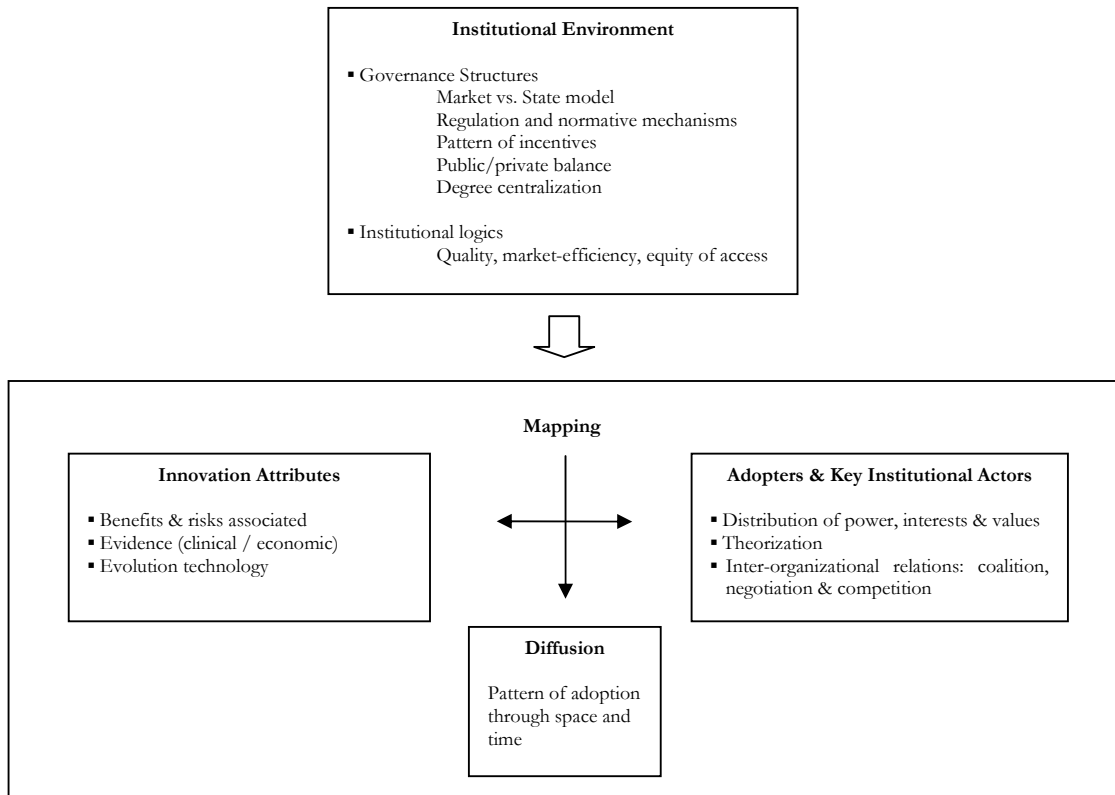 Institutional Environment
▪ Governance Structures
Market vs. State model
Regulation and normative mechanisms
Pattern of incentives
Public/private balance
Degree centralization
▪ Institutional logics
Quality, market-efficiency, equity of access
Mapping
Innovation Attributes
▪ Benefits & risks associated
▪ Evidence (clinical / economic)
▪ Evolution technology
Adopters & Key Institutional Actors
▪ Distribution of power, interests & values
▪ Theorization
▪ Inter-organizational relations: coalition,
negotiation & competition
Diffusion
Pattern of adoption
through space and
time